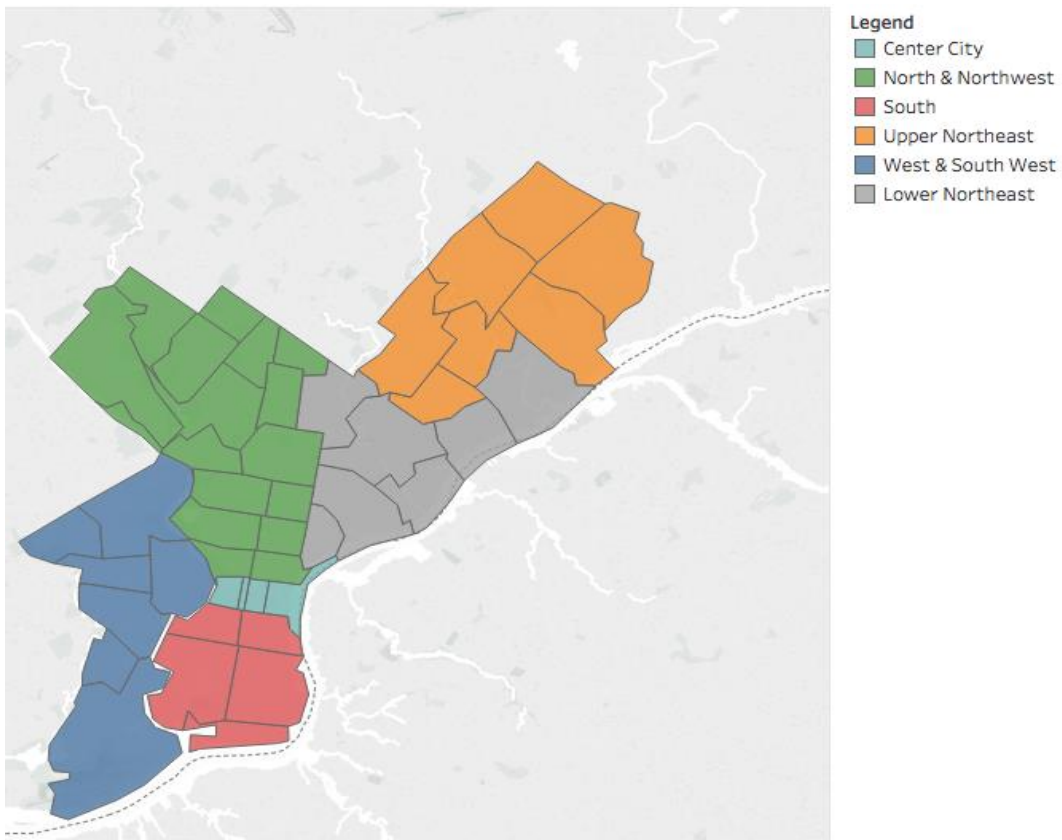 Legend
Center City
North & Northwest
South
Upper Northeast
West & South West
Lower Northeast